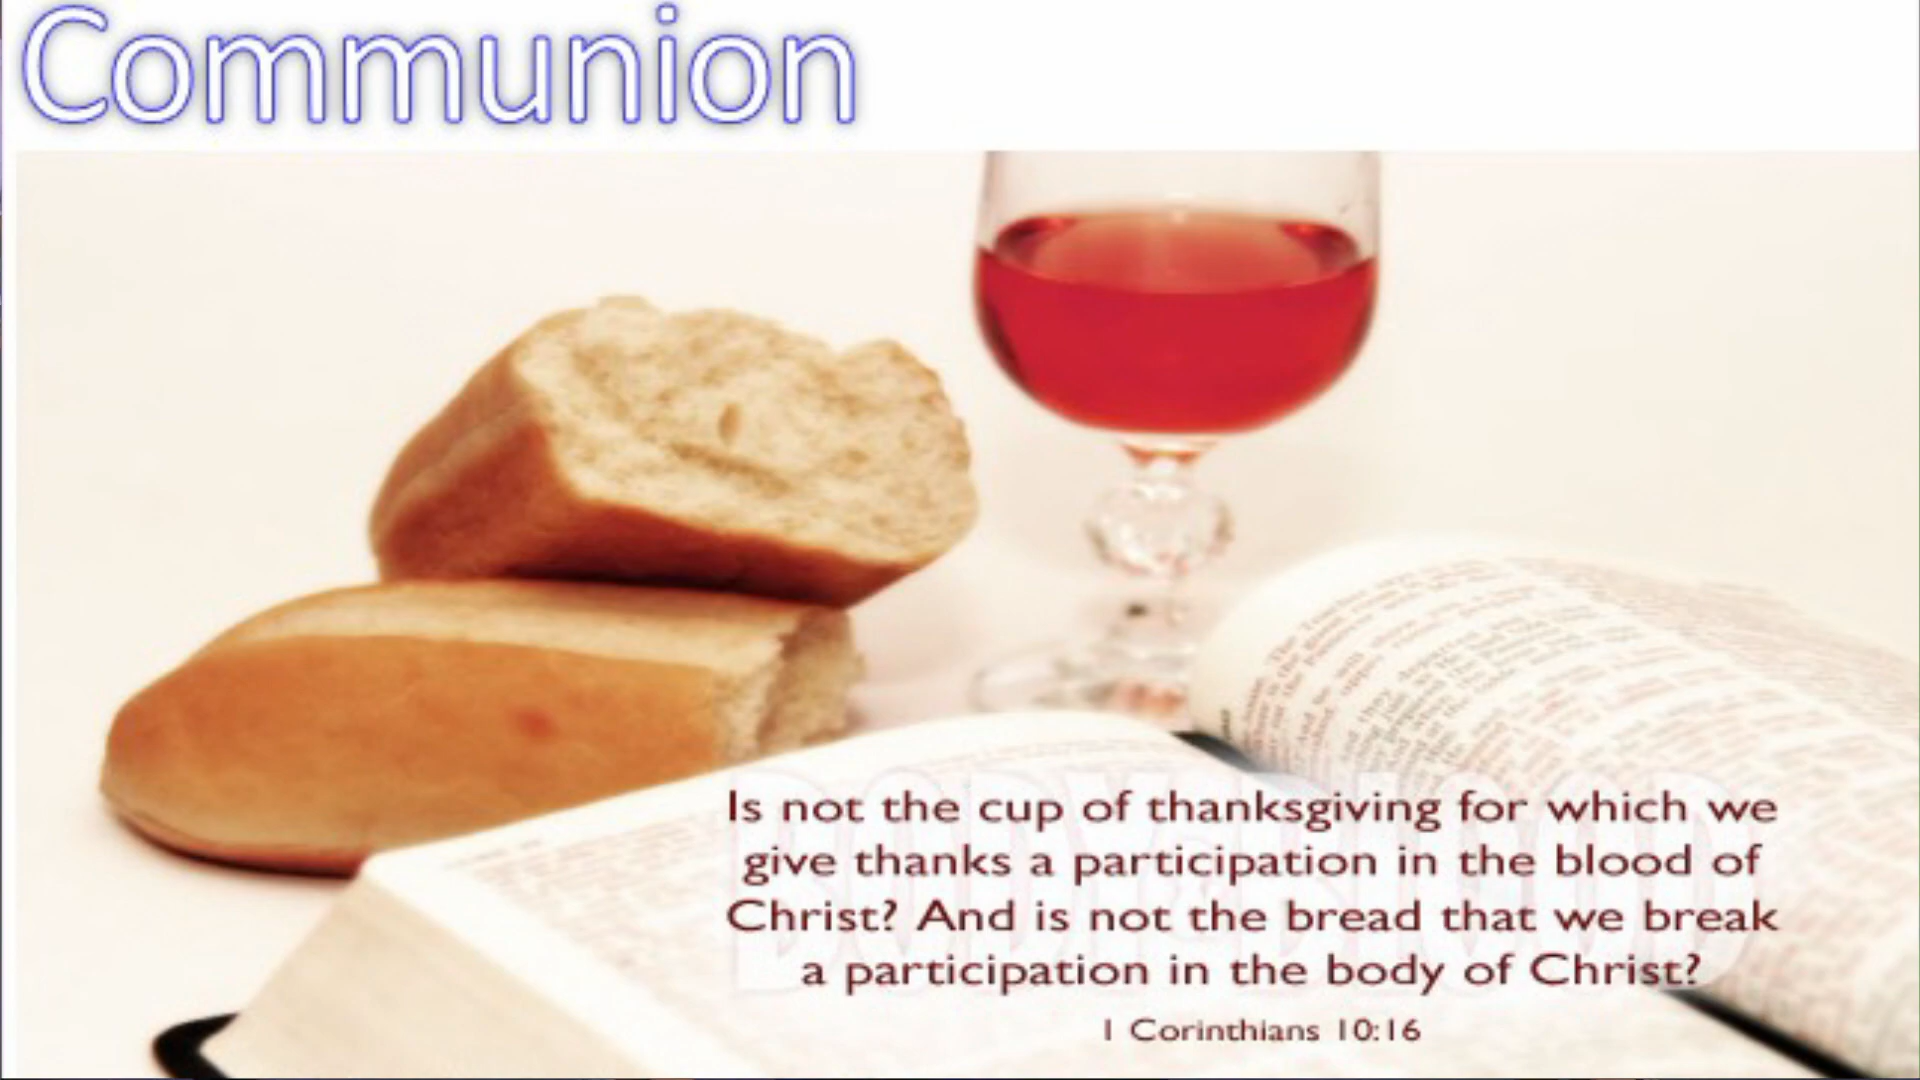 Communion
Is not the cup of thanksgiving for which we
give thanks a participation in the blood of
Christ? And is not the bread that we break
a participation in the body of Christ?
1 Corinthians 10:16